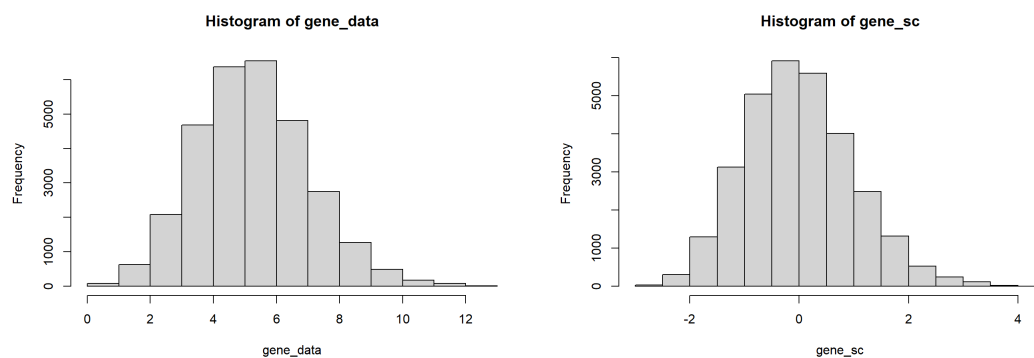 Histogram of gene_data
Frequency
5000
3000
1000
0
0 2 4 6 8 10 12
gene_data
Histogram of gene_sc
Frequency
5000
3000
1000
0
-2 0 2 4
gene_sc